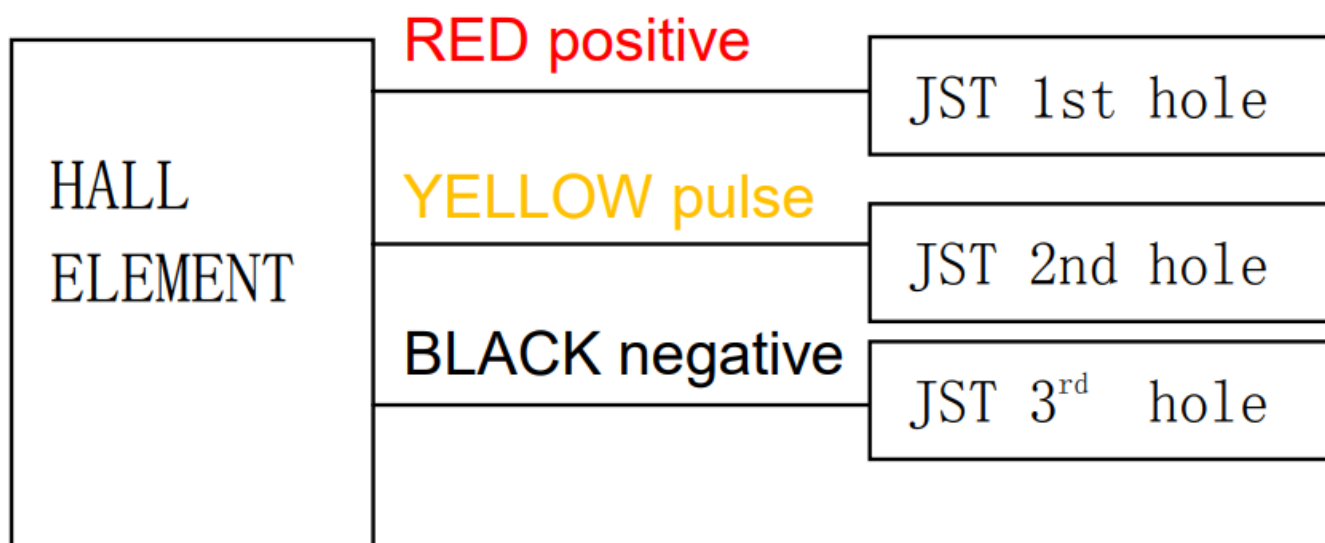 RED positive
JST 1st hole
HALL
ELEMENT
YELLOW pulse
JST 2nd hole
BLACK negative
JST 3rd hole